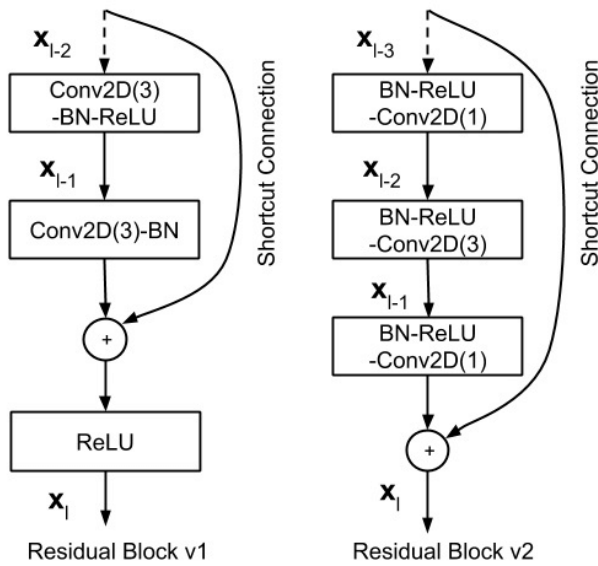 x_l-2
Conv2D(3)
-BN-ReLU
x_l-1
Conv2D(3)-BN
+
ReLU
x_l
Residual Block v1
Shortcut Connection
x_l-3
BN-ReLU
-Conv2D(1)
x_l-2
BN-ReLU
-Conv2D(3)
x_l-1
BN-ReLU
-Conv2D(1)
+
x_l
Residual Block v2
Shortcut Connection